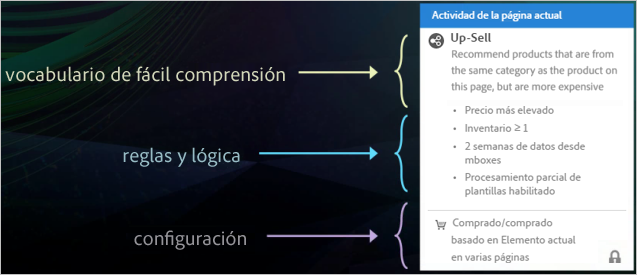 Actividad de la página actual
Up-Sell
vocabulario de fácil comprensión
Recommend products that are from
the same category as the product on
this page, but are more expensive
reglas y lógica
• Precio más elevado
• Inventario ≥ 1
• 2 semanas de datos desde
mboxes
• Procesamiento parcial de
plantillas habilitado
configuración
Comprado/comprado
basado en Elemento actual
en varias páginas